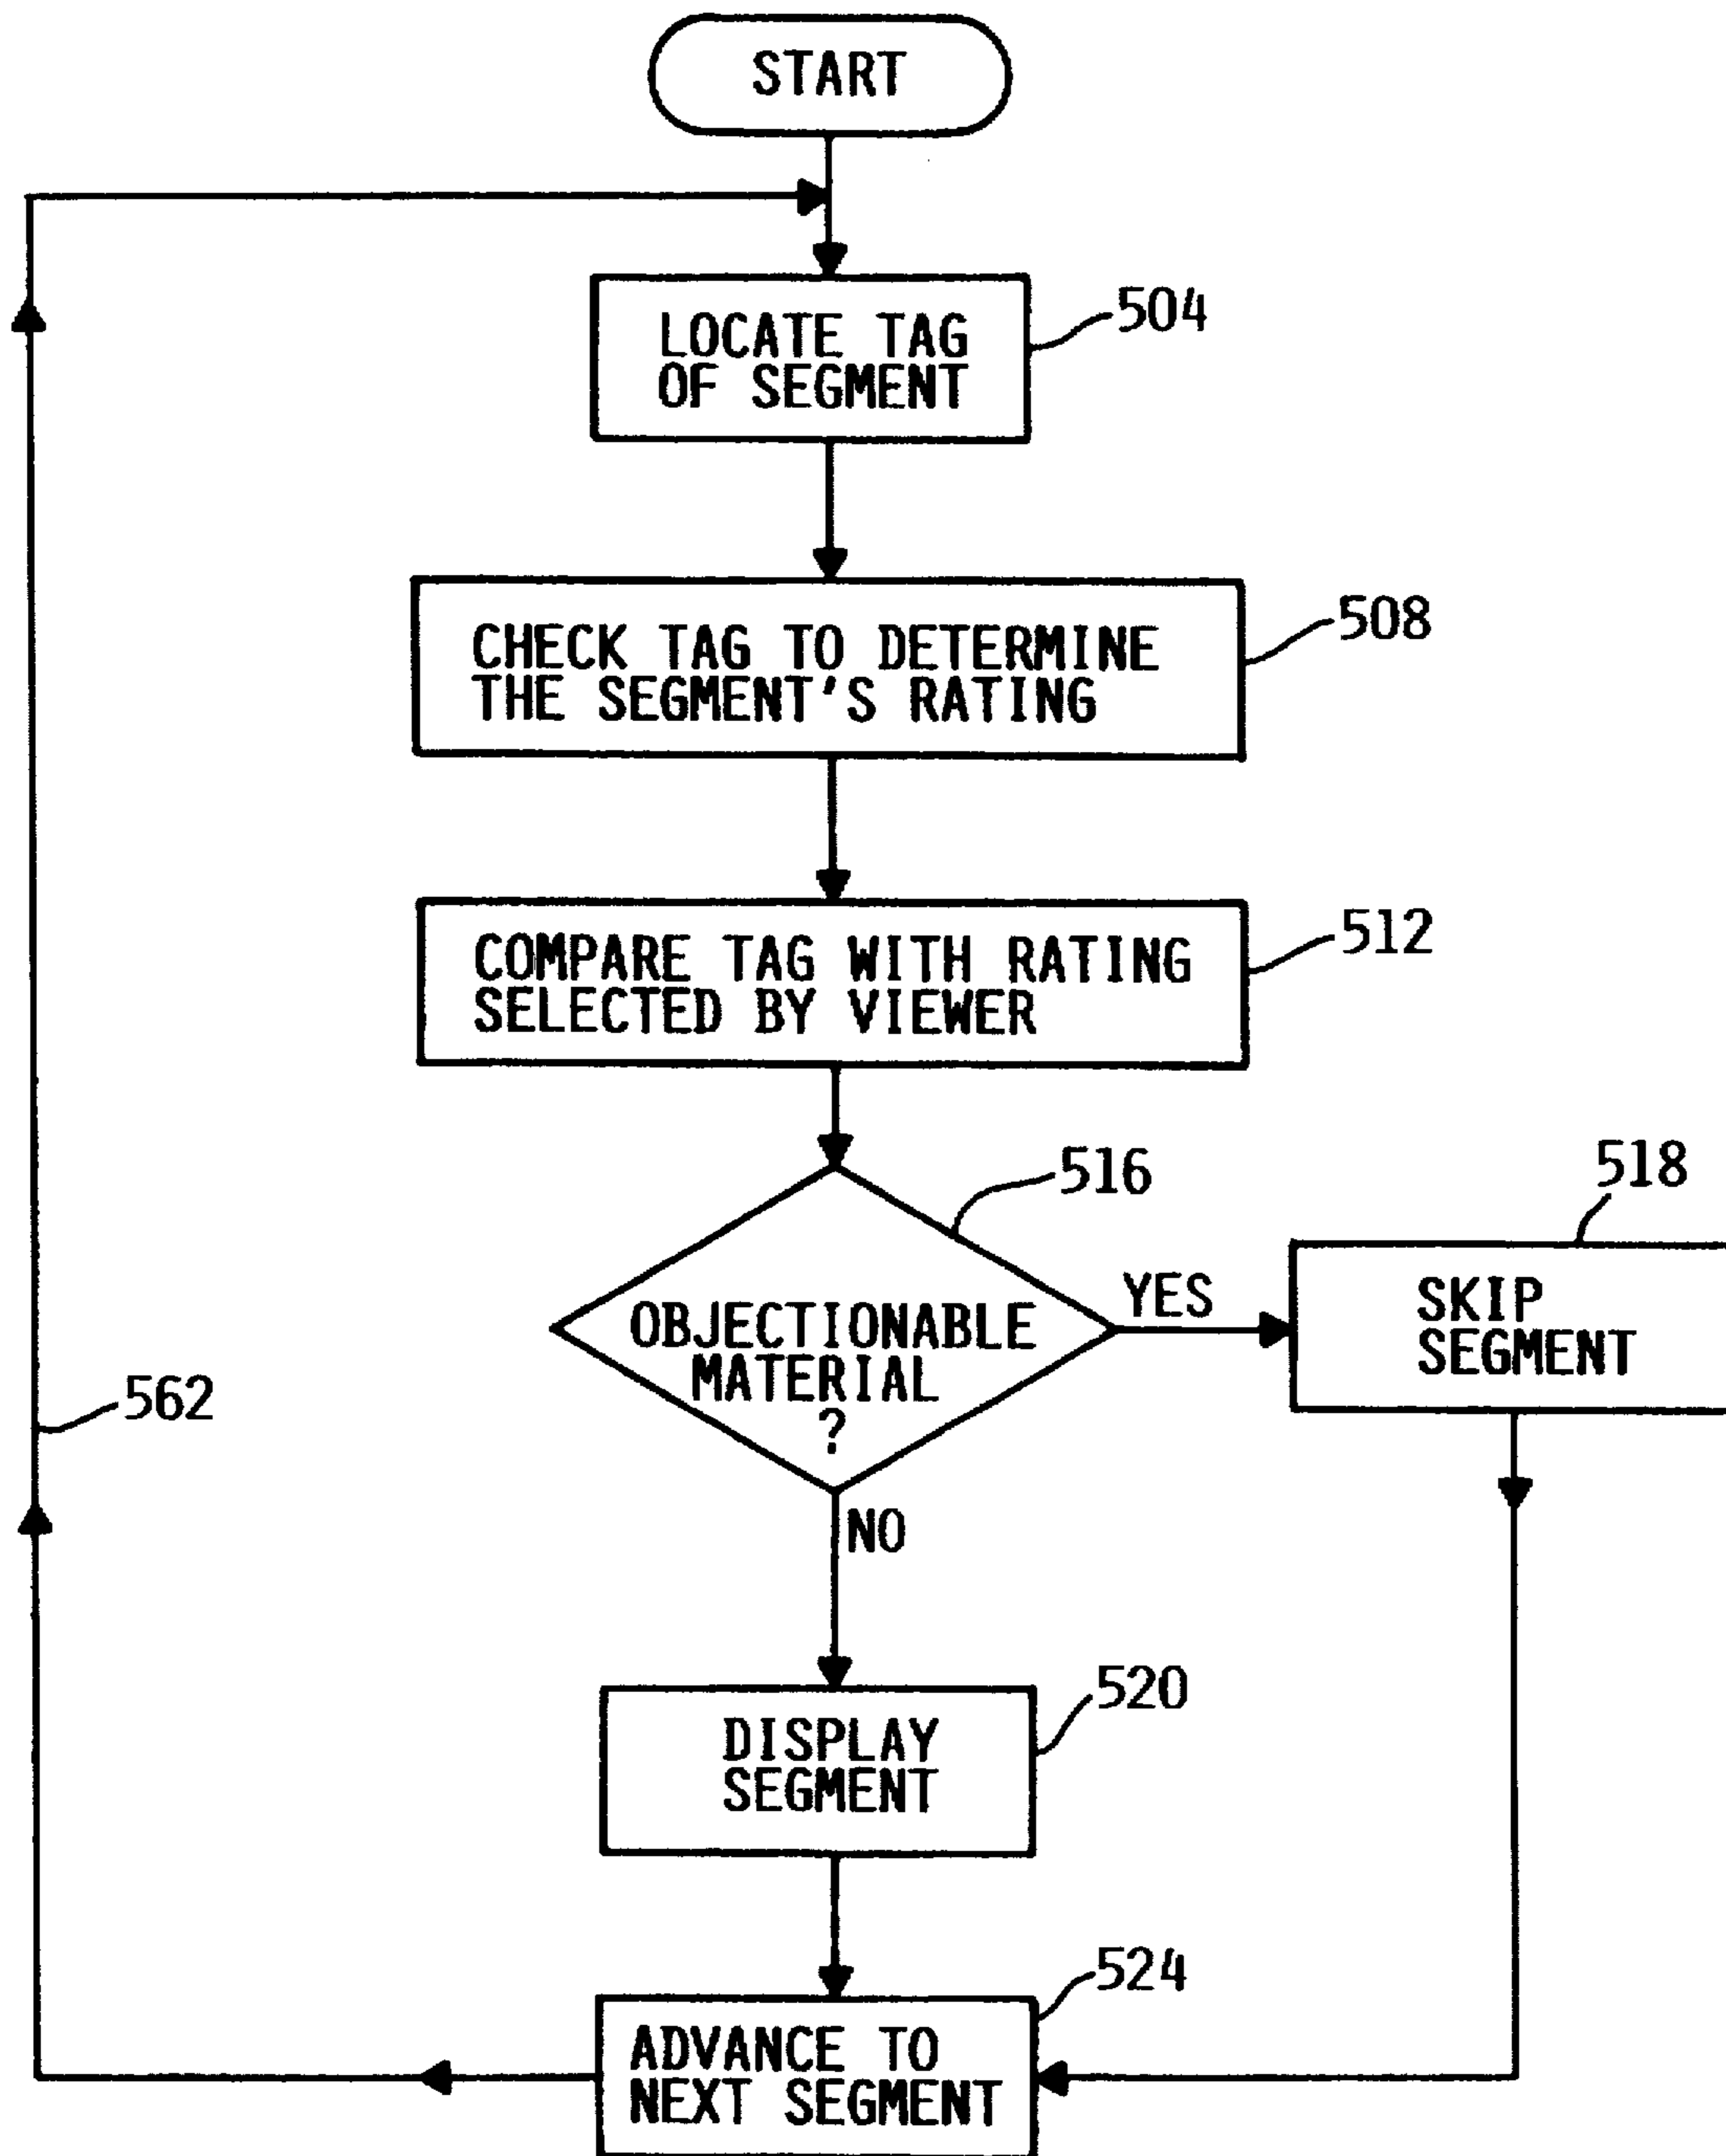 START
LOCATE TAG
OF SEGMENT
504
CHECK TAG TO DETERMINE
THE SEGMENT'S RATING
508
COMPARE TAG WITH RATING
SELECTED BY VIEWER
512
516
518
OBJECTIONABLE
MATERIAL
?
YES
SKIP
SEGMENT
562
NO
520
DISPLAY
SEGMENT
524
ADVANCE TO
NEXT SEGMENT